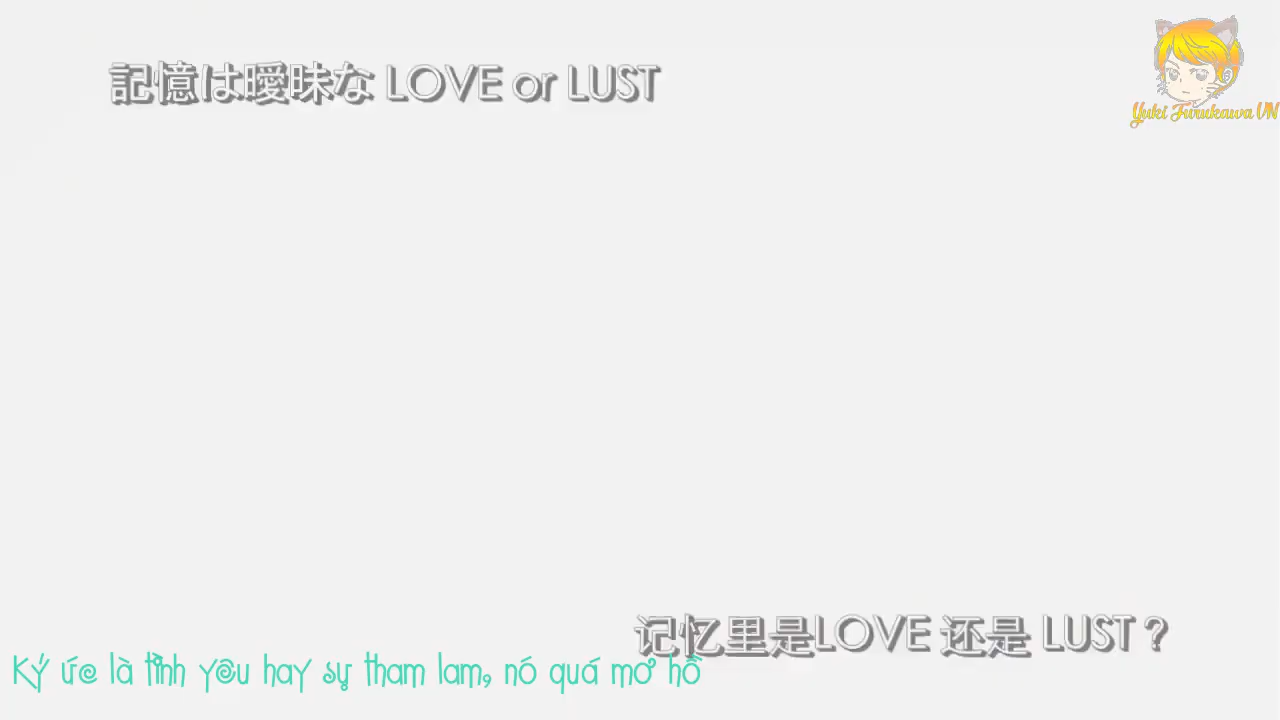 記憶は曖昧な LOVE or LUST
Yuki Furukawa VN
记忆里是LOVE 还是 LUST？
Ký ức là tình yêu hay sự tham lam, nó quá mơ hồ